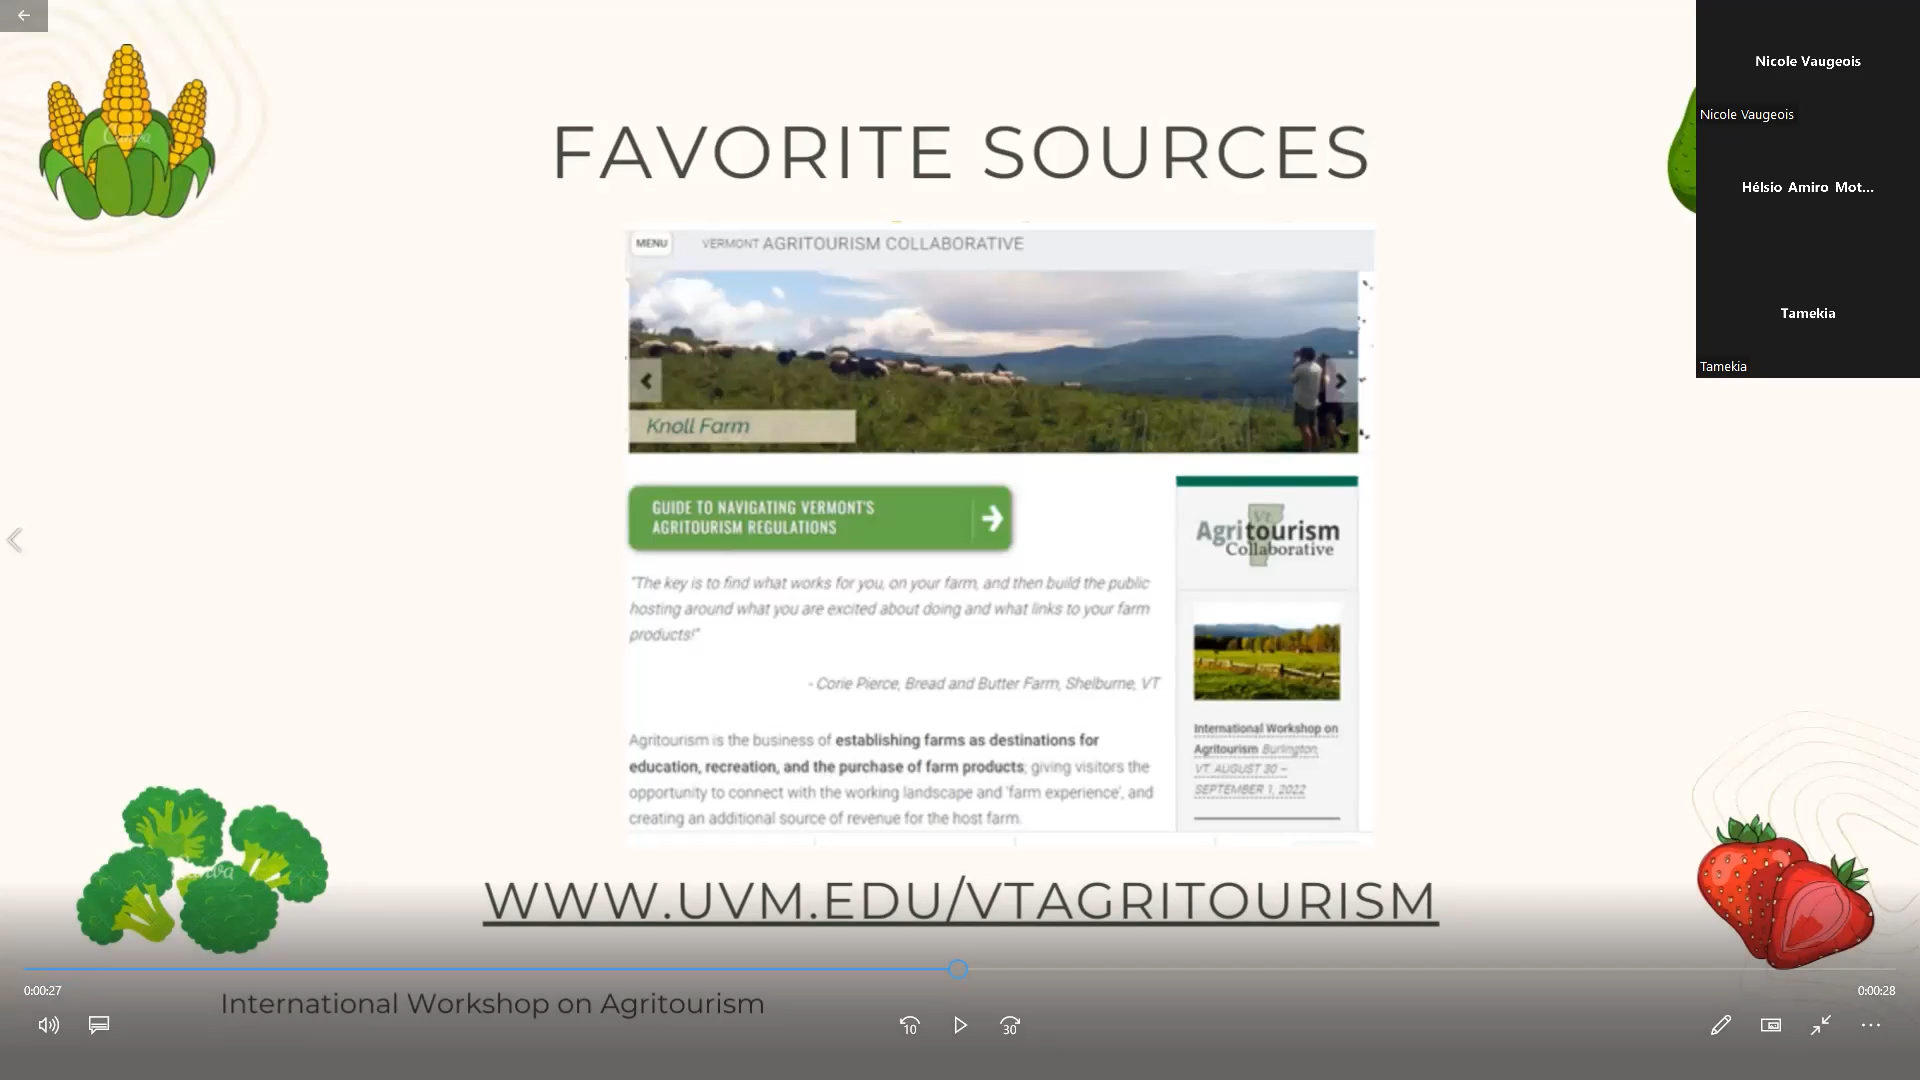 FAVORITE SOURCES
MENU
VERMONT AGRITOURISM COLLABORATIVE
Knoll Farm
GUIDE TO NAVIGATING VERMONT'S
AGRITOURISM REGULATIONS
"The key is to find what works for you, on your farm, and then build the public
hosting around what you are excited about doing and what links to your farm
products!"
- Corie Pierce, Bread and Butter Farm, Shelburne, VT
Agritourism is the business of establishing farms as destinations for
education, recreation, and the purchase of farm products; giving visitors the
opportunity to connect with the working landscape and 'farm experience', and
creating an additional source of revenue for the host farm.
Vt
Agritourism
Collaborative
International Workshop on
Agritourism Burlington,
VT AUGUST 30 –
SEPTEMBER 1, 2022
WWW.UVM.EDU/VTAGRITOURISM
International Workshop on Agritourism
Nicole Vaugeois
Nicole Vaugeois
Hélsio Amiro Mot...
Tamekia
Tamekia
Canva
0:00:27
0:00:28
10
30